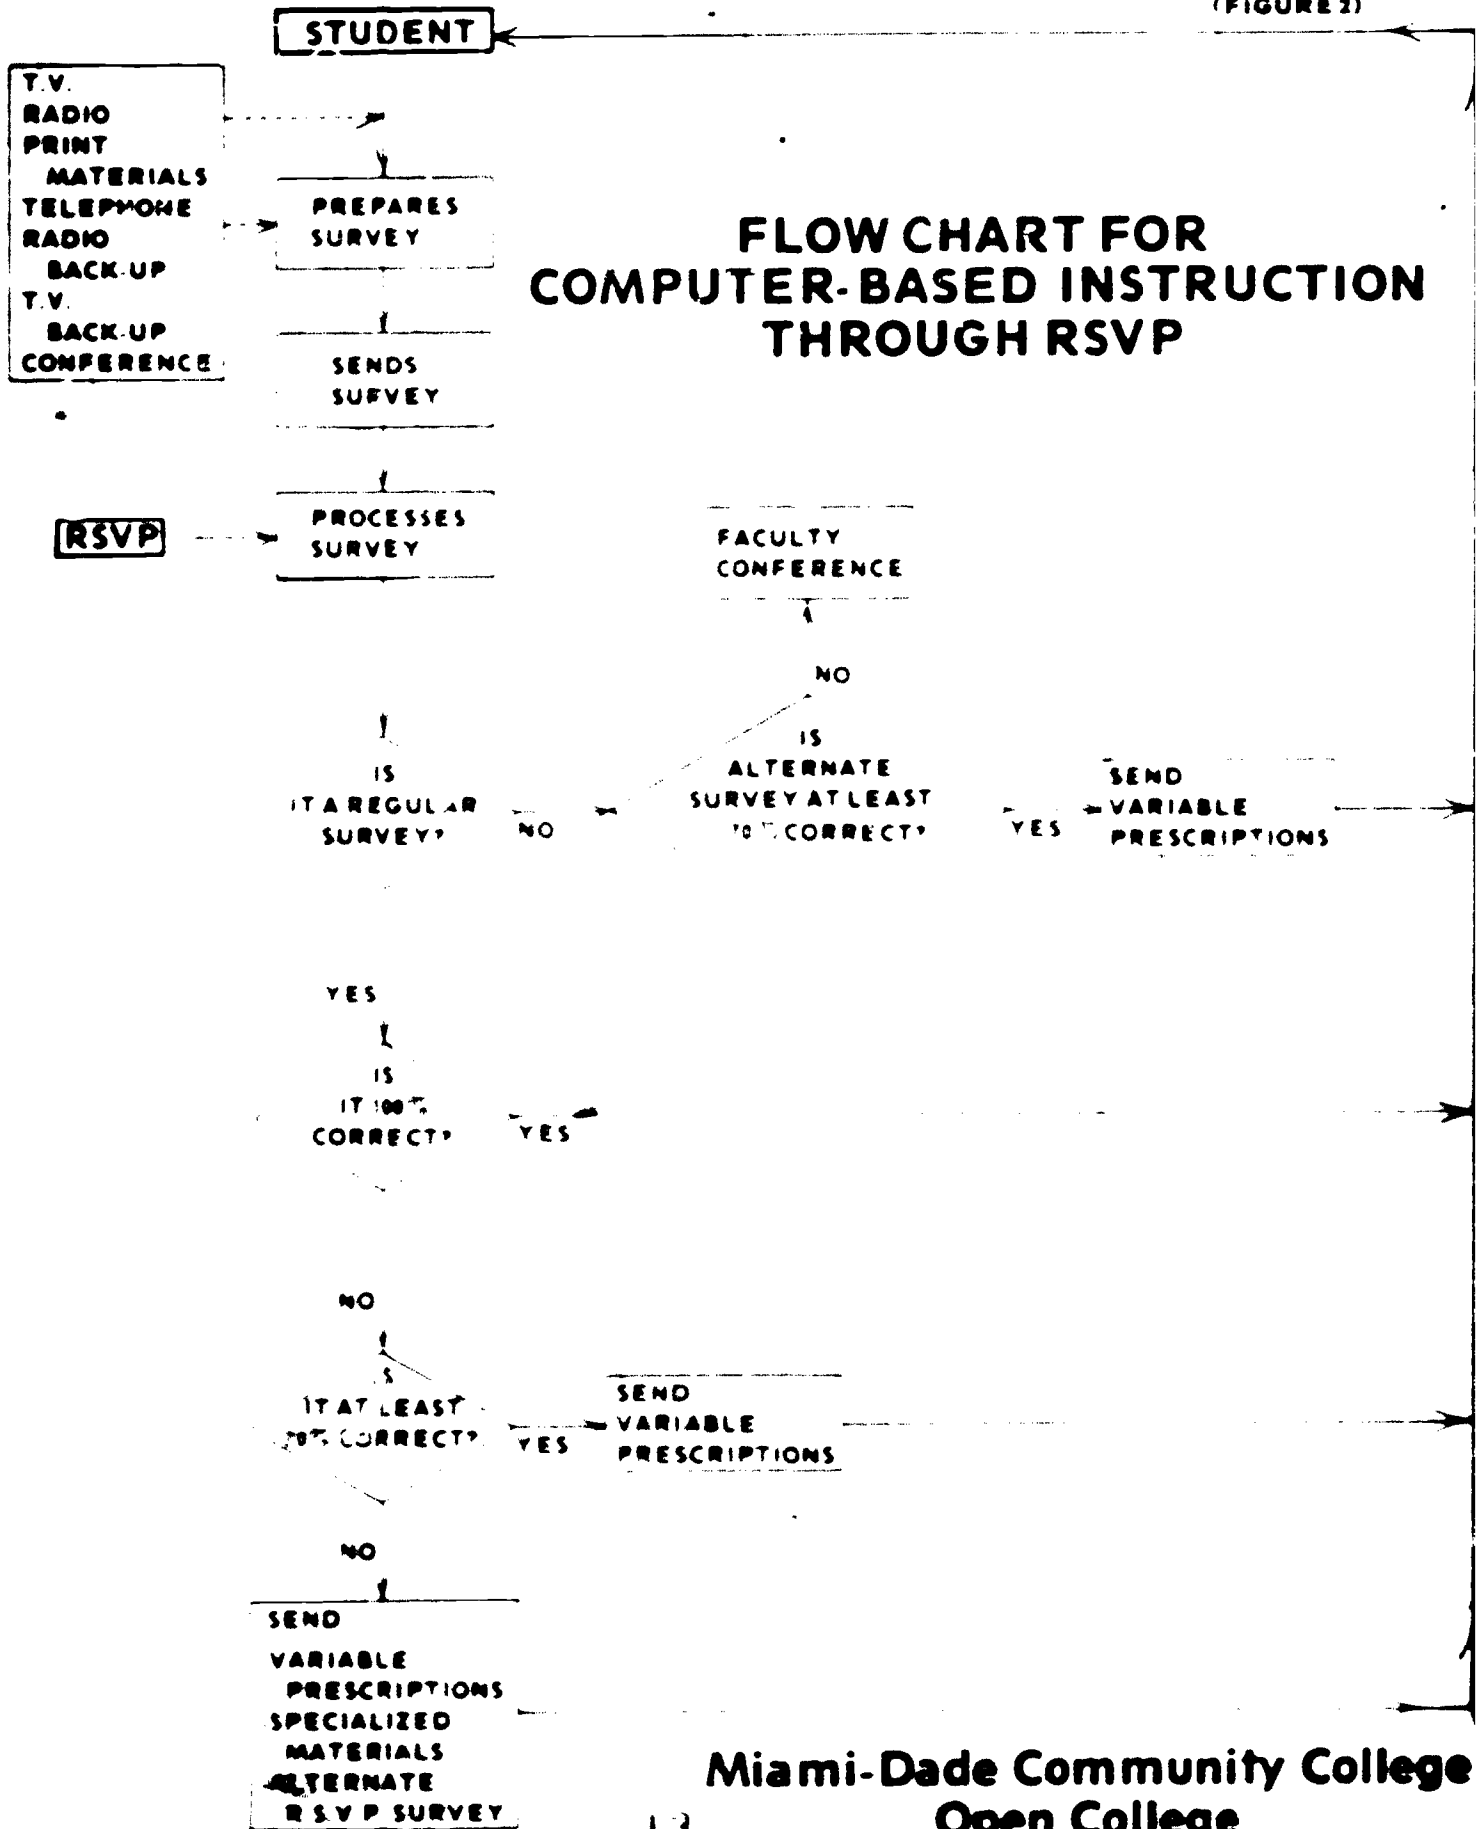 (FIGURE 2)
STUDENT
T.V.
RADIO
PRINT
MATERIALS
TELEPHONE
RADIO
BACK-UP
T.V.
BACK-UP
CONFERENCE
PREPARES
SURVEY
FLOW CHART FOR
COMPUTER-BASED INSTRUCTION
THROUGH RSVP
SENDS
SURVEY
RSVP
PROCESSES
SURVEY
FACULTY
CONFERENCE
NO
IS
IT A REGULAR
SURVEY?
NO
IS
ALTERNATE
SURVEY AT LEAST
CORRECT?
YES
SEND
VARIABLE
PRESCRIPTIONS
YES
IS
IT 100%
CORRECT?
YES
NO
IS
IT AT LEAST
CORRECT?
YES
SEND
VARIABLE
PRESCRIPTIONS
NO
SEND
VARIABLE
PRESCRIPTIONS
SPECIALIZED
MATERIALS
ALTERNATE
R S V P SURVEY
Miami-Dade Community College
Open College